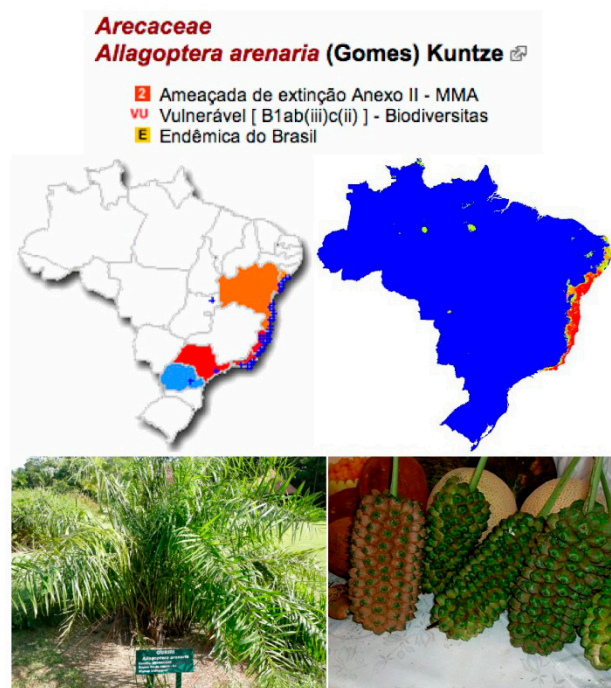 Arecaceae
Allagoptera arenaria (Gomes) Kuntze
2 Ameaçada de extinção Anexo II - MMA
VU Vulnerável [ B1ab(iii)c(ii) ] - Biodiversitas
E Endêmica do Brasil
Allagoptera arenaria